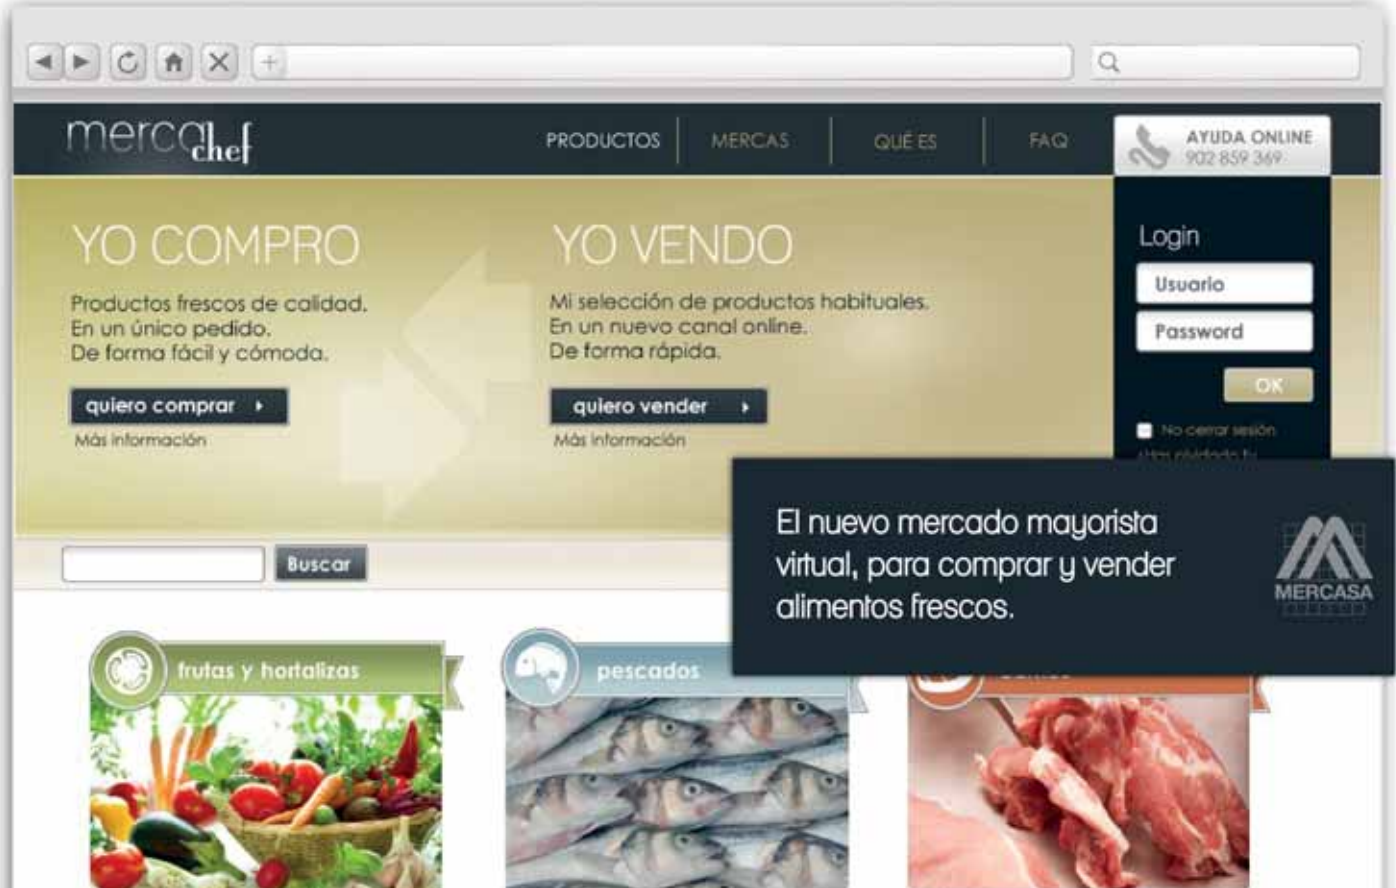 mercachef
PRODUCTOS
MERCAS
QUÉ ES
FAQ
AYUDA ONLINE
902 859 369
YO COMPRO
Productos frescos de calidad.
En un único pedido.
De forma fácil y cómoda.
quiero comprar
Más información
YO VENDO
Mi selección de productos habituales.
En un nuevo canal online.
De forma rápida.
quiero vender
Más información
Login
Usuario
Password
OK
No cerrar sesión
El nuevo mercado mayorista
virtual, para comprar y vender
alimentos frescos.
MERCASA
Buscar
frutas y hortalizas
pescados